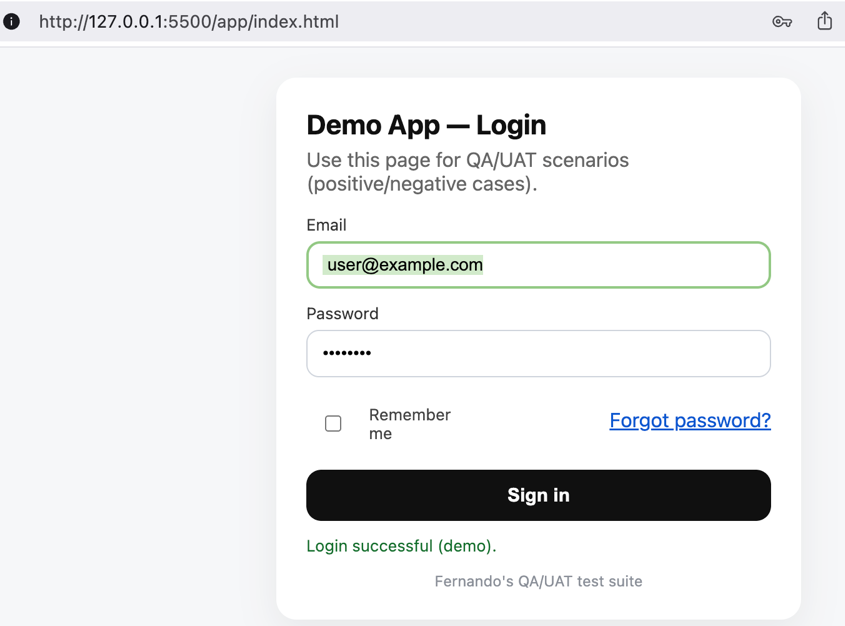 http://127.0.0.1:5500/app/index.html
Demo App — Login
Use this page for QA/UAT scenarios
(positive/negative cases).
Email
user@example.com
Password
••••••••
Remember
me
Forgot password?
Sign in
Login successful (demo).
Fernando's QA/UAT test suite